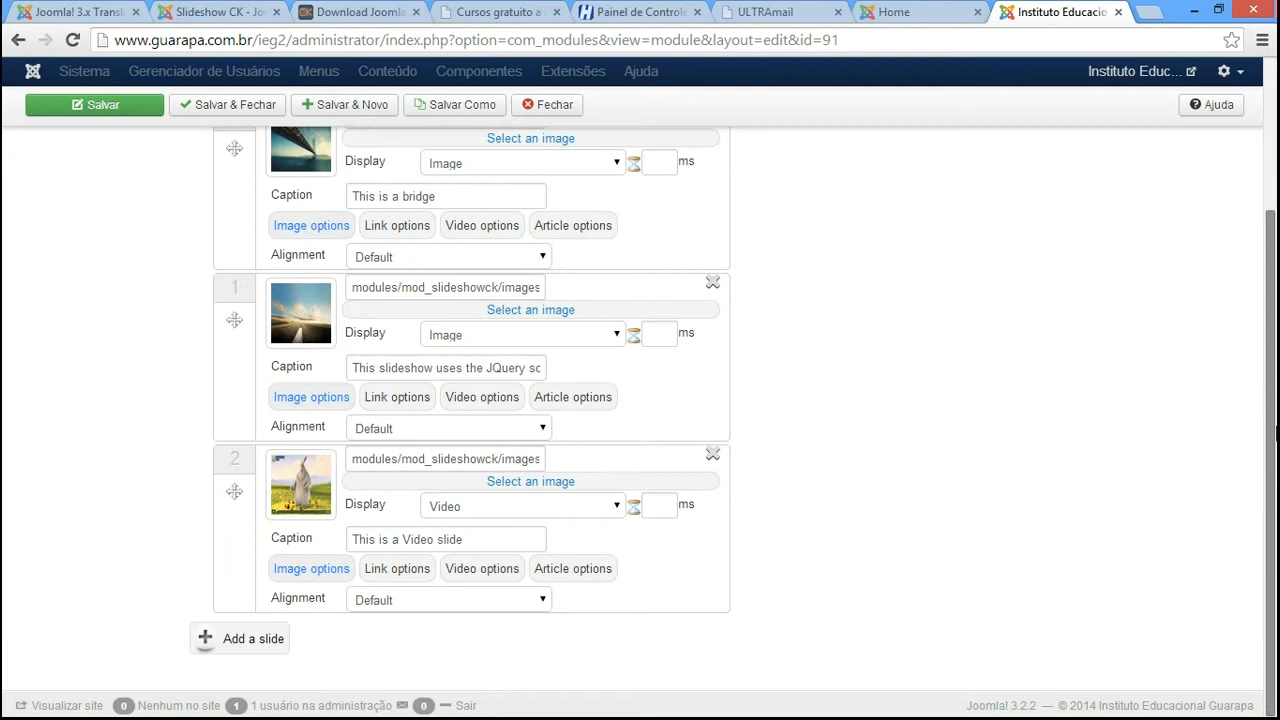 Joomla! 3.x Transl
Slideshow CK - Jo
Download Joomla
Cursos gratuito a
Painel de Control
ULTRAmail
Home
Instituto Educacio
www.guarapa.com.br/ieg2/administrator/index.php?option=com_modules&view=module&layout=edit&id=91
Sistema Gerenciador de Usuários Menus Conteúdo Componentes Extensões Ajuda Instituto Educ...
Salvar Salvar & Fechar Salvar & Novo Salvar Como Fechar Ajuda
Select an image
Display Image ms
Caption This is a bridge
Image options Link options Video options Article options
Alignment Default
1 modules/mod_slideshowck/images
Select an image
Display Image ms
Caption This slideshow uses the JQuery sc
Image options Link options Video options Article options
Alignment Default
2 modules/mod_slideshowck/images
Select an image
Display Video ms
Caption This is a Video slide
Image options Link options Video options Article options
Alignment Default
Add a slide
Visualizar site 0 Nenhum no site 1 1 usuário na administração 0 Sair Joomla! 3.2.2 — © 2014 Instituto Educacional Guarapa